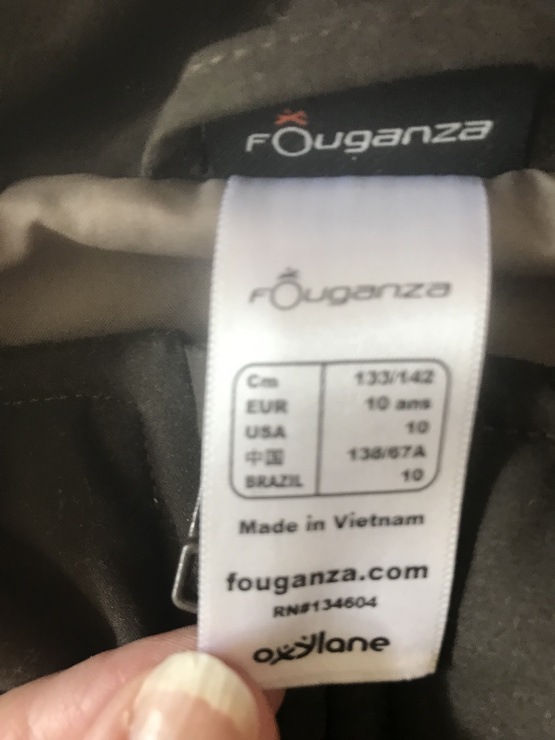 Fouganza
Fouganza
Cm 133/142
EUR 10 ans
USA 10
中国 138/67A
BRAZIL 10
Made in Vietnam
fouganza.com
RN#134604
oxylane